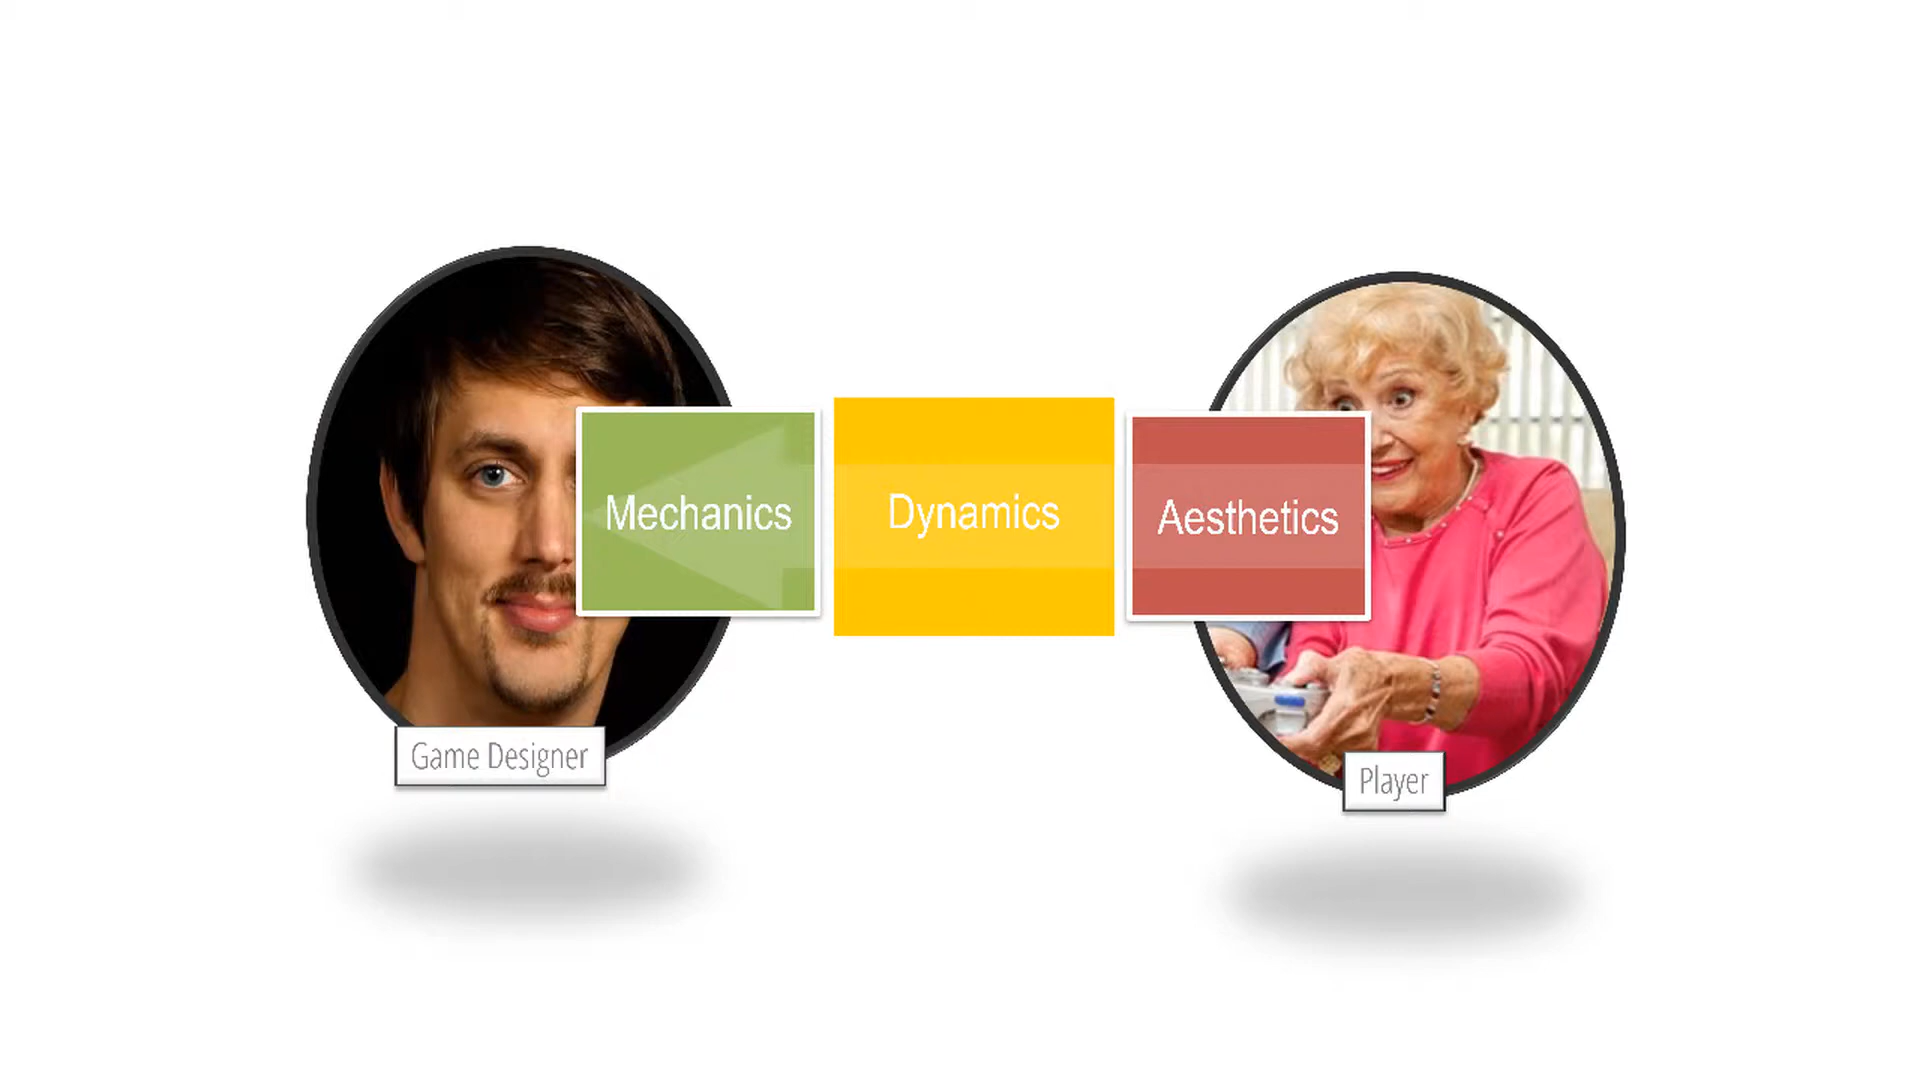 Mechanics
Dynamics
Aesthetics
Game Designer
Player